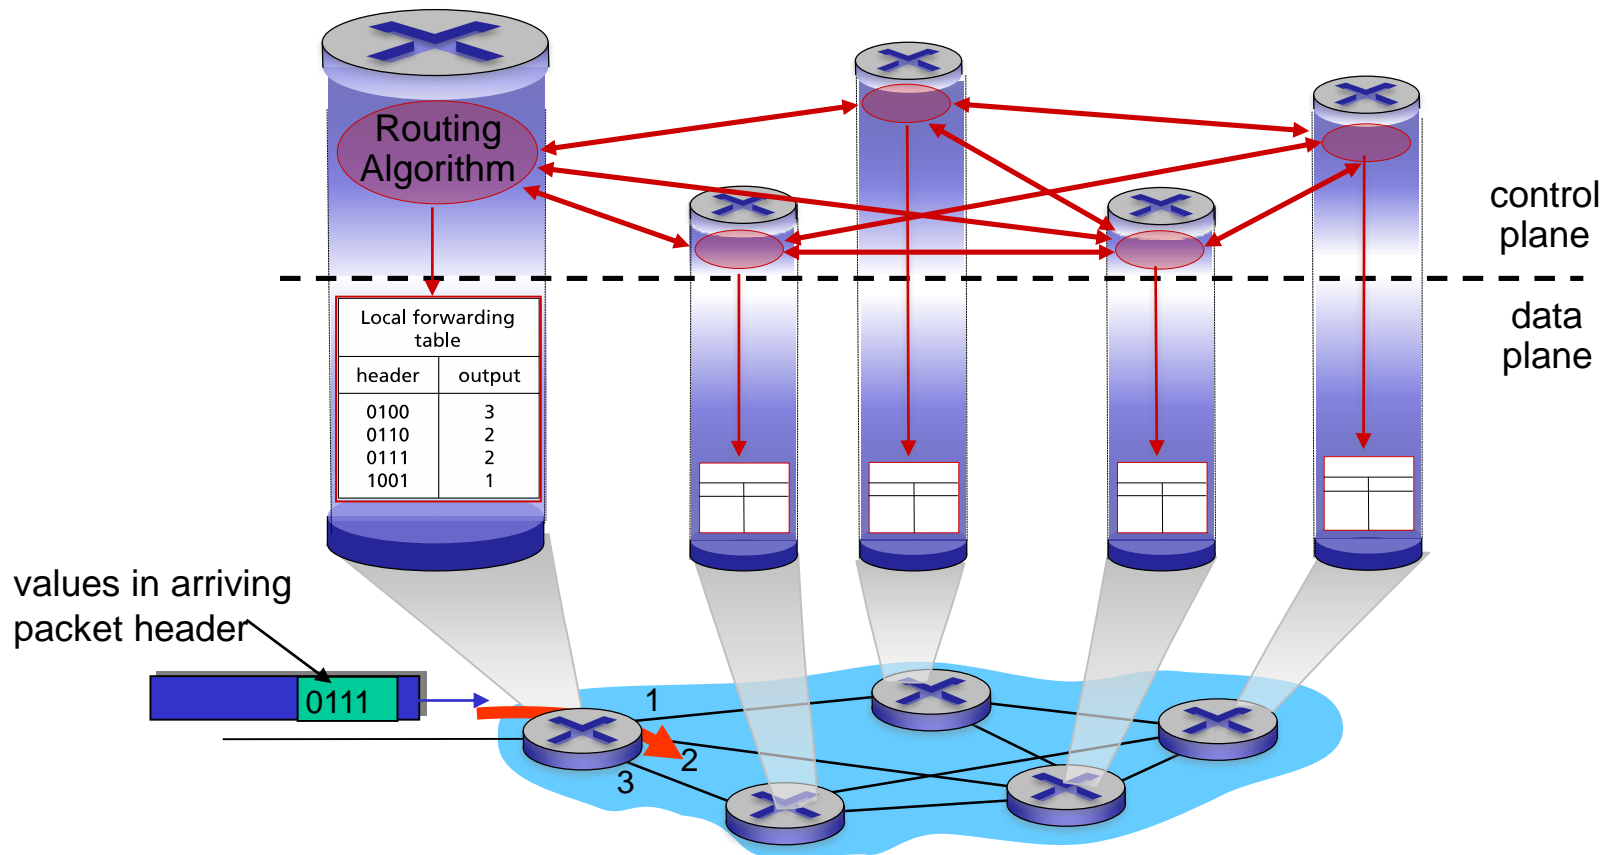 Routing
Algorithm
control
plane
data
plane
Local forwarding
table
header output
0100 3
0110 2
0111 2
1001 1
values in arriving
packet header
0111
1
2
3